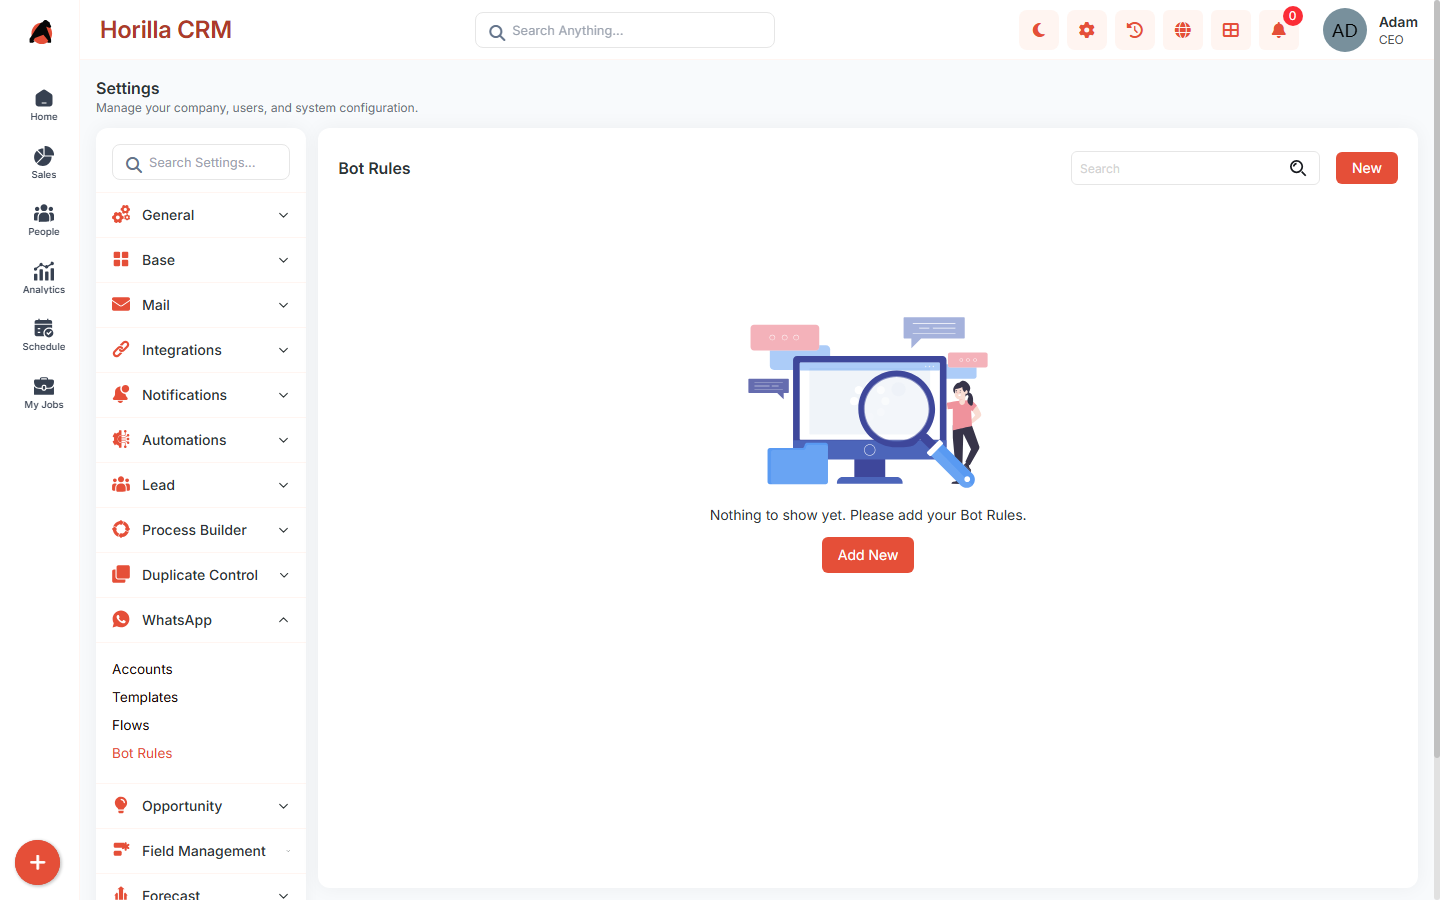 Horilla CRM
Search Anything...
0
AD
Adam
CEO
Home
Sales
People
Analytics
Schedule
My Jobs
Settings
Manage your company, users, and system configuration.
Search Settings...
General
Base
Mail
Integrations
Notifications
Automations
Lead
Process Builder
Duplicate Control
WhatsApp
Accounts
Templates
Flows
Bot Rules
Opportunity
Field Management
Forecast
Bot Rules
Search
New
Nothing to show yet. Please add your Bot Rules.
Add New